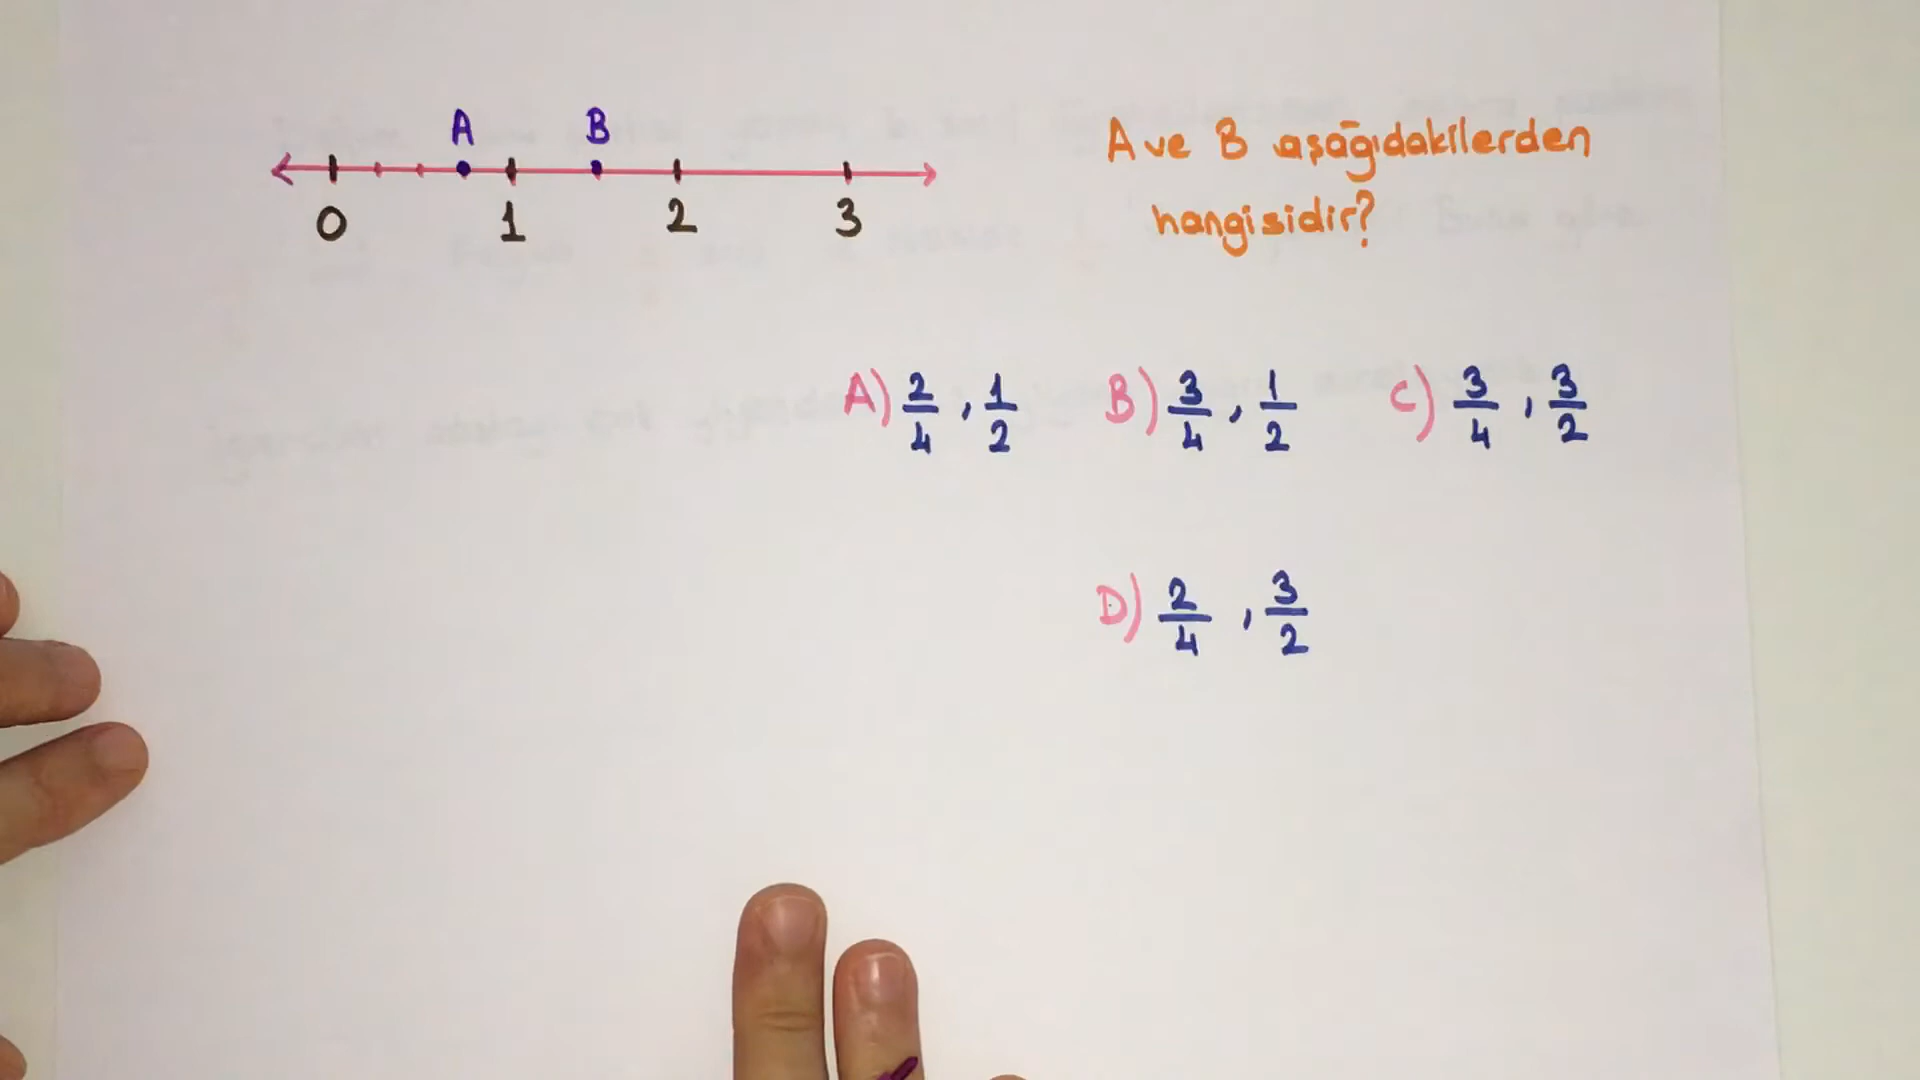 A B
0 1 2 3
A ve B aşağıdakilerden
hangisidir?
A) 2/4 , 1/2 B) 3/4 , 1/2 C) 3/4 , 3/2
D) 2/4 , 3/2